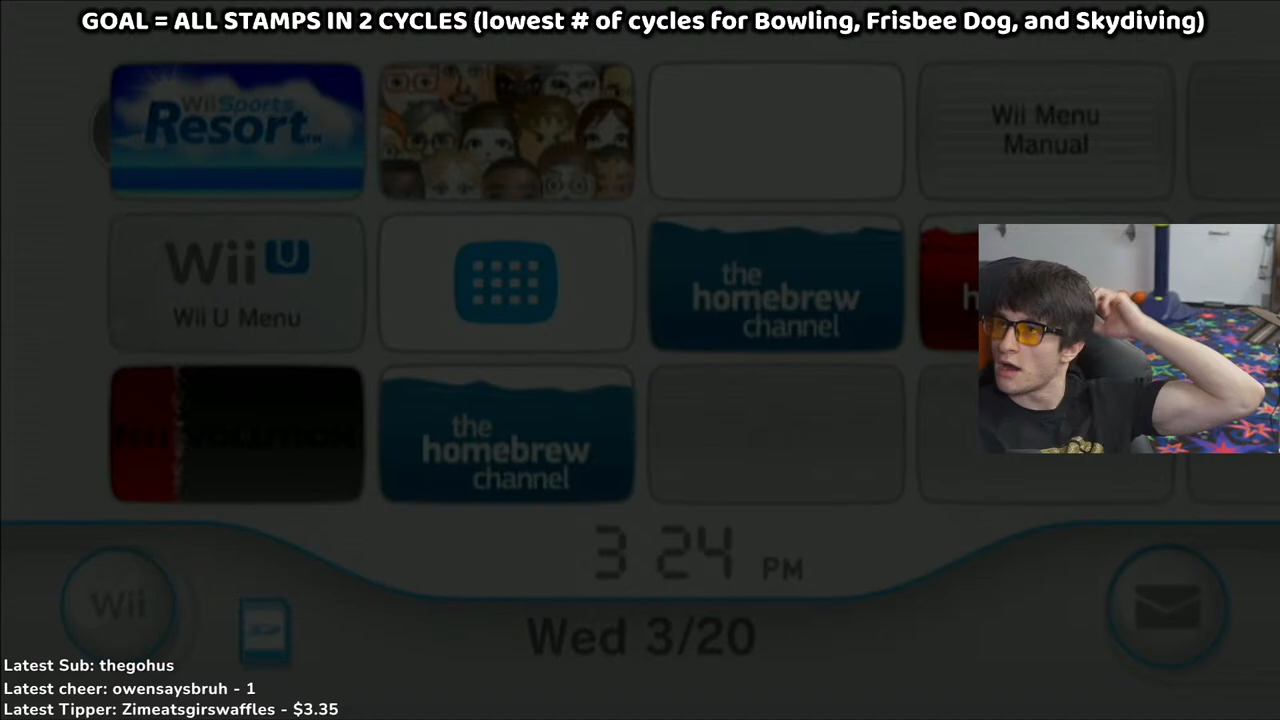 GOAL = ALL STAMPS IN 2 CYCLES (lowest # of cycles for Bowling, Frisbee Dog, and Skydiving)
Wii Sports
Resort™
Wii Menu
Manual
Wii U
Wii U Menu
the
homebrew
channel
h
the
homebrew
channel
3 24 PM
Wii
Wed 3/20
Latest Sub: thegohus
Latest cheer: owensaysbruh - 1
Latest Tipper: Zimeatsgirswaffles - $3.35